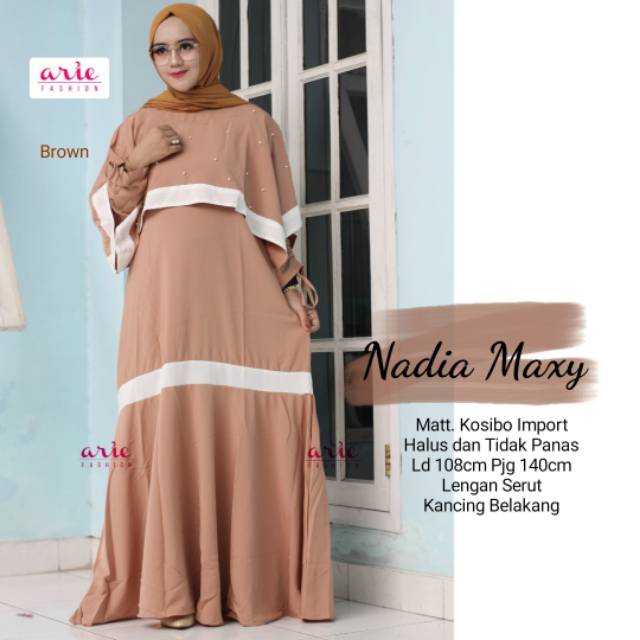 arie
FASHION
Brown
Nadia Maxy
Matt. Kosibo Import
Halus dan Tidak Panas
Ld 108cm Pjg 140cm
Lengan Serut
Kancing Belakang
arie
FASHION
arie
FASHION